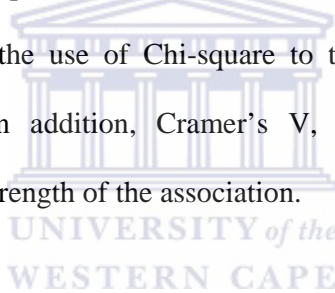 the use of Chi-square to t
n addition, Cramer's V,
rength of the association.
UNIVERSITY of the
WESTERN CAPE